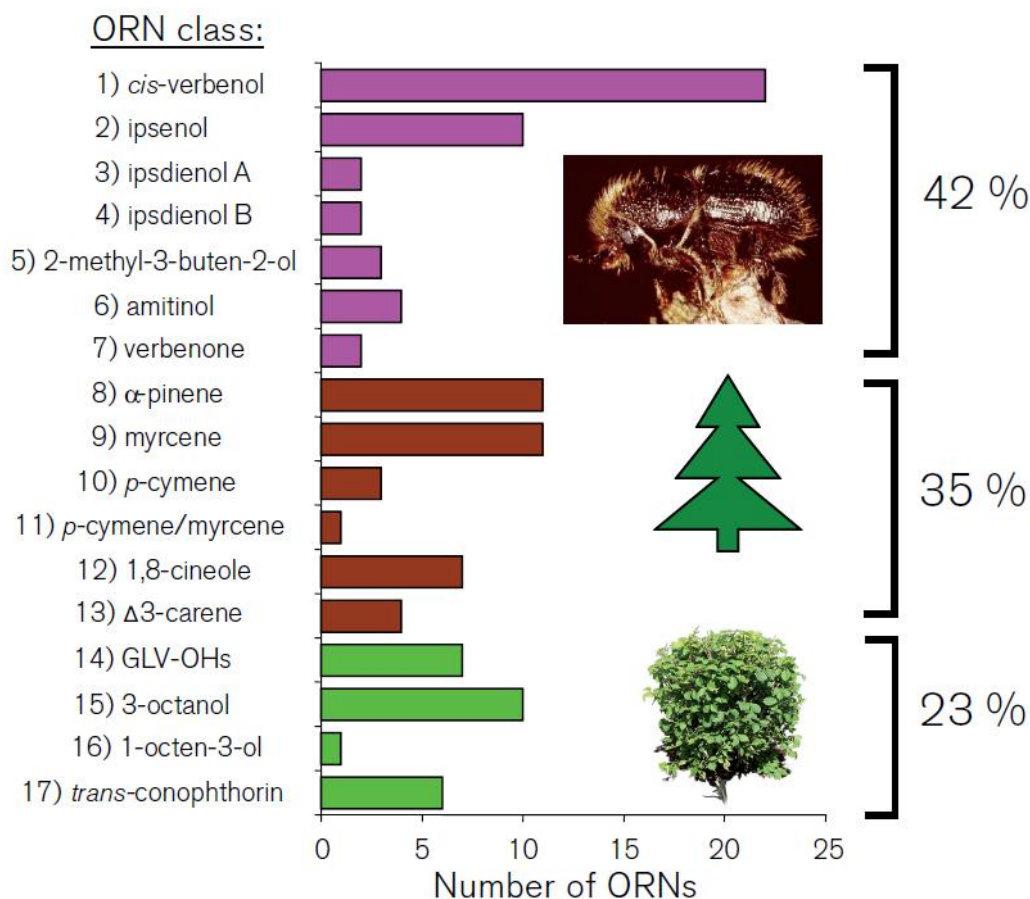 ORN class:
1) cis-verbenol
2) ipsenol
3) ipsdienol A
4) ipsdienol B
5) 2-methyl-3-buten-2-ol
6) amitinol
7) verbenone
8) α-pinene
9) myrcene
10) p-cymene
11) p-cymene/myrcene
12) 1,8-cineole
13) Δ3-carene
14) GLV-OHs
15) 3-octanol
16) 1-octen-3-ol
17) trans-conophthorin
42 %
35 %
23 %
0 5 10 15 20 25
Number of ORNs